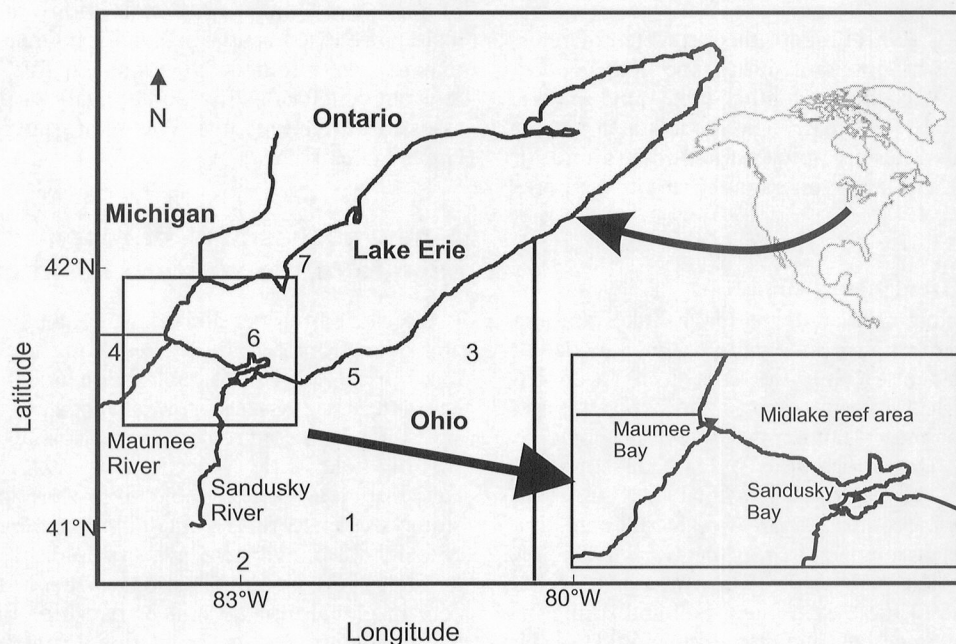 N
Ontario
Michigan
Lake Erie
7
42°N
6
4
3
5
Ohio
Maumee
River
Sandusky
River
1
41°N
2
Midlake reef area
Maumee
Bay
Sandusky
Bay
83°W
80°W
Latitude
Longitude